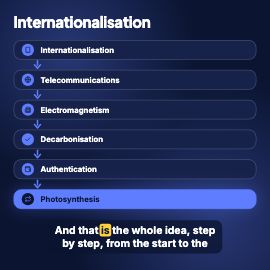 Internationalisation
Internationalisation
Telecommunications
Electromagnetism
Decarbonisation
Authentication
Photosynthesis
And that is the whole idea, step
by step, from the start to the